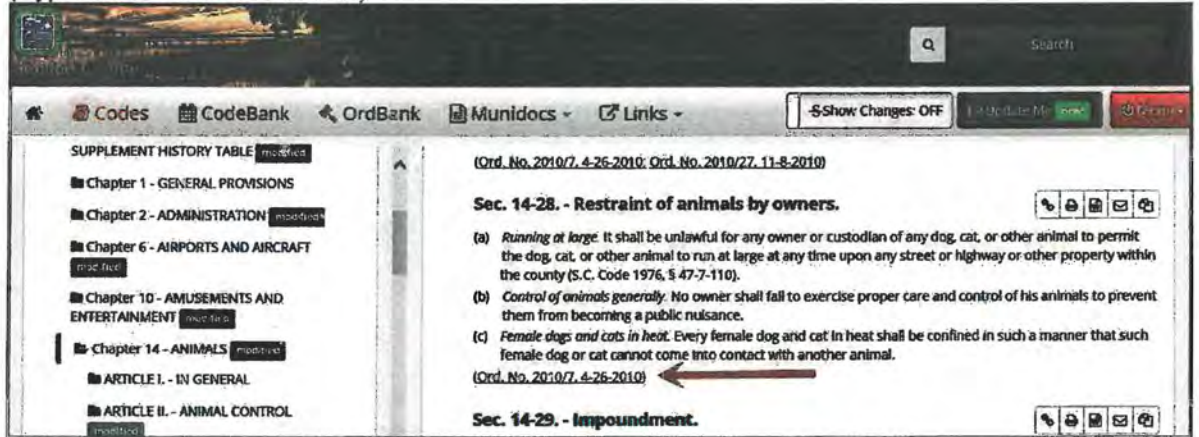 Search
Codes CodeBank OrdBank Munidocs Links Show Changes: OFF
SUPPLEMENT HISTORY TABLE modified
Chapter 1 - GENERAL PROVISIONS
Chapter 2 - ADMINISTRATION modified
Chapter 6 - AIRPORTS AND AIRCRAFT
modified
Chapter 10 - AMUSEMENTS AND
ENTERTAINMENT modified
Chapter 14 - ANIMALS modified
ARTICLE I. - IN GENERAL
ARTICLE II. - ANIMAL CONTROL
modified
(Ord. No. 2010/7, 4-26-2010; Ord. No. 2010/27, 11-8-2010)
Sec. 14-28. - Restraint of animals by owners.
(a) Running at large. It shall be unlawful for any owner or custodian of any dog, cat, or other animal to permit
the dog, cat, or other animal to run at large at any time upon any street or highway or other property within
the county (S.C. Code 1976, § 47-7-110).
(b) Control of animals generally. No owner shall fail to exercise proper care and control of his animals to prevent
them from becoming a public nuisance.
(c) Female dogs and cats in heat. Every female dog and cat in heat shall be confined in such a manner that such
female dog or cat cannot come into contact with another animal.
(Ord. No. 2010/7, 4-26-2010)
Sec. 14-29. - Impoundment.